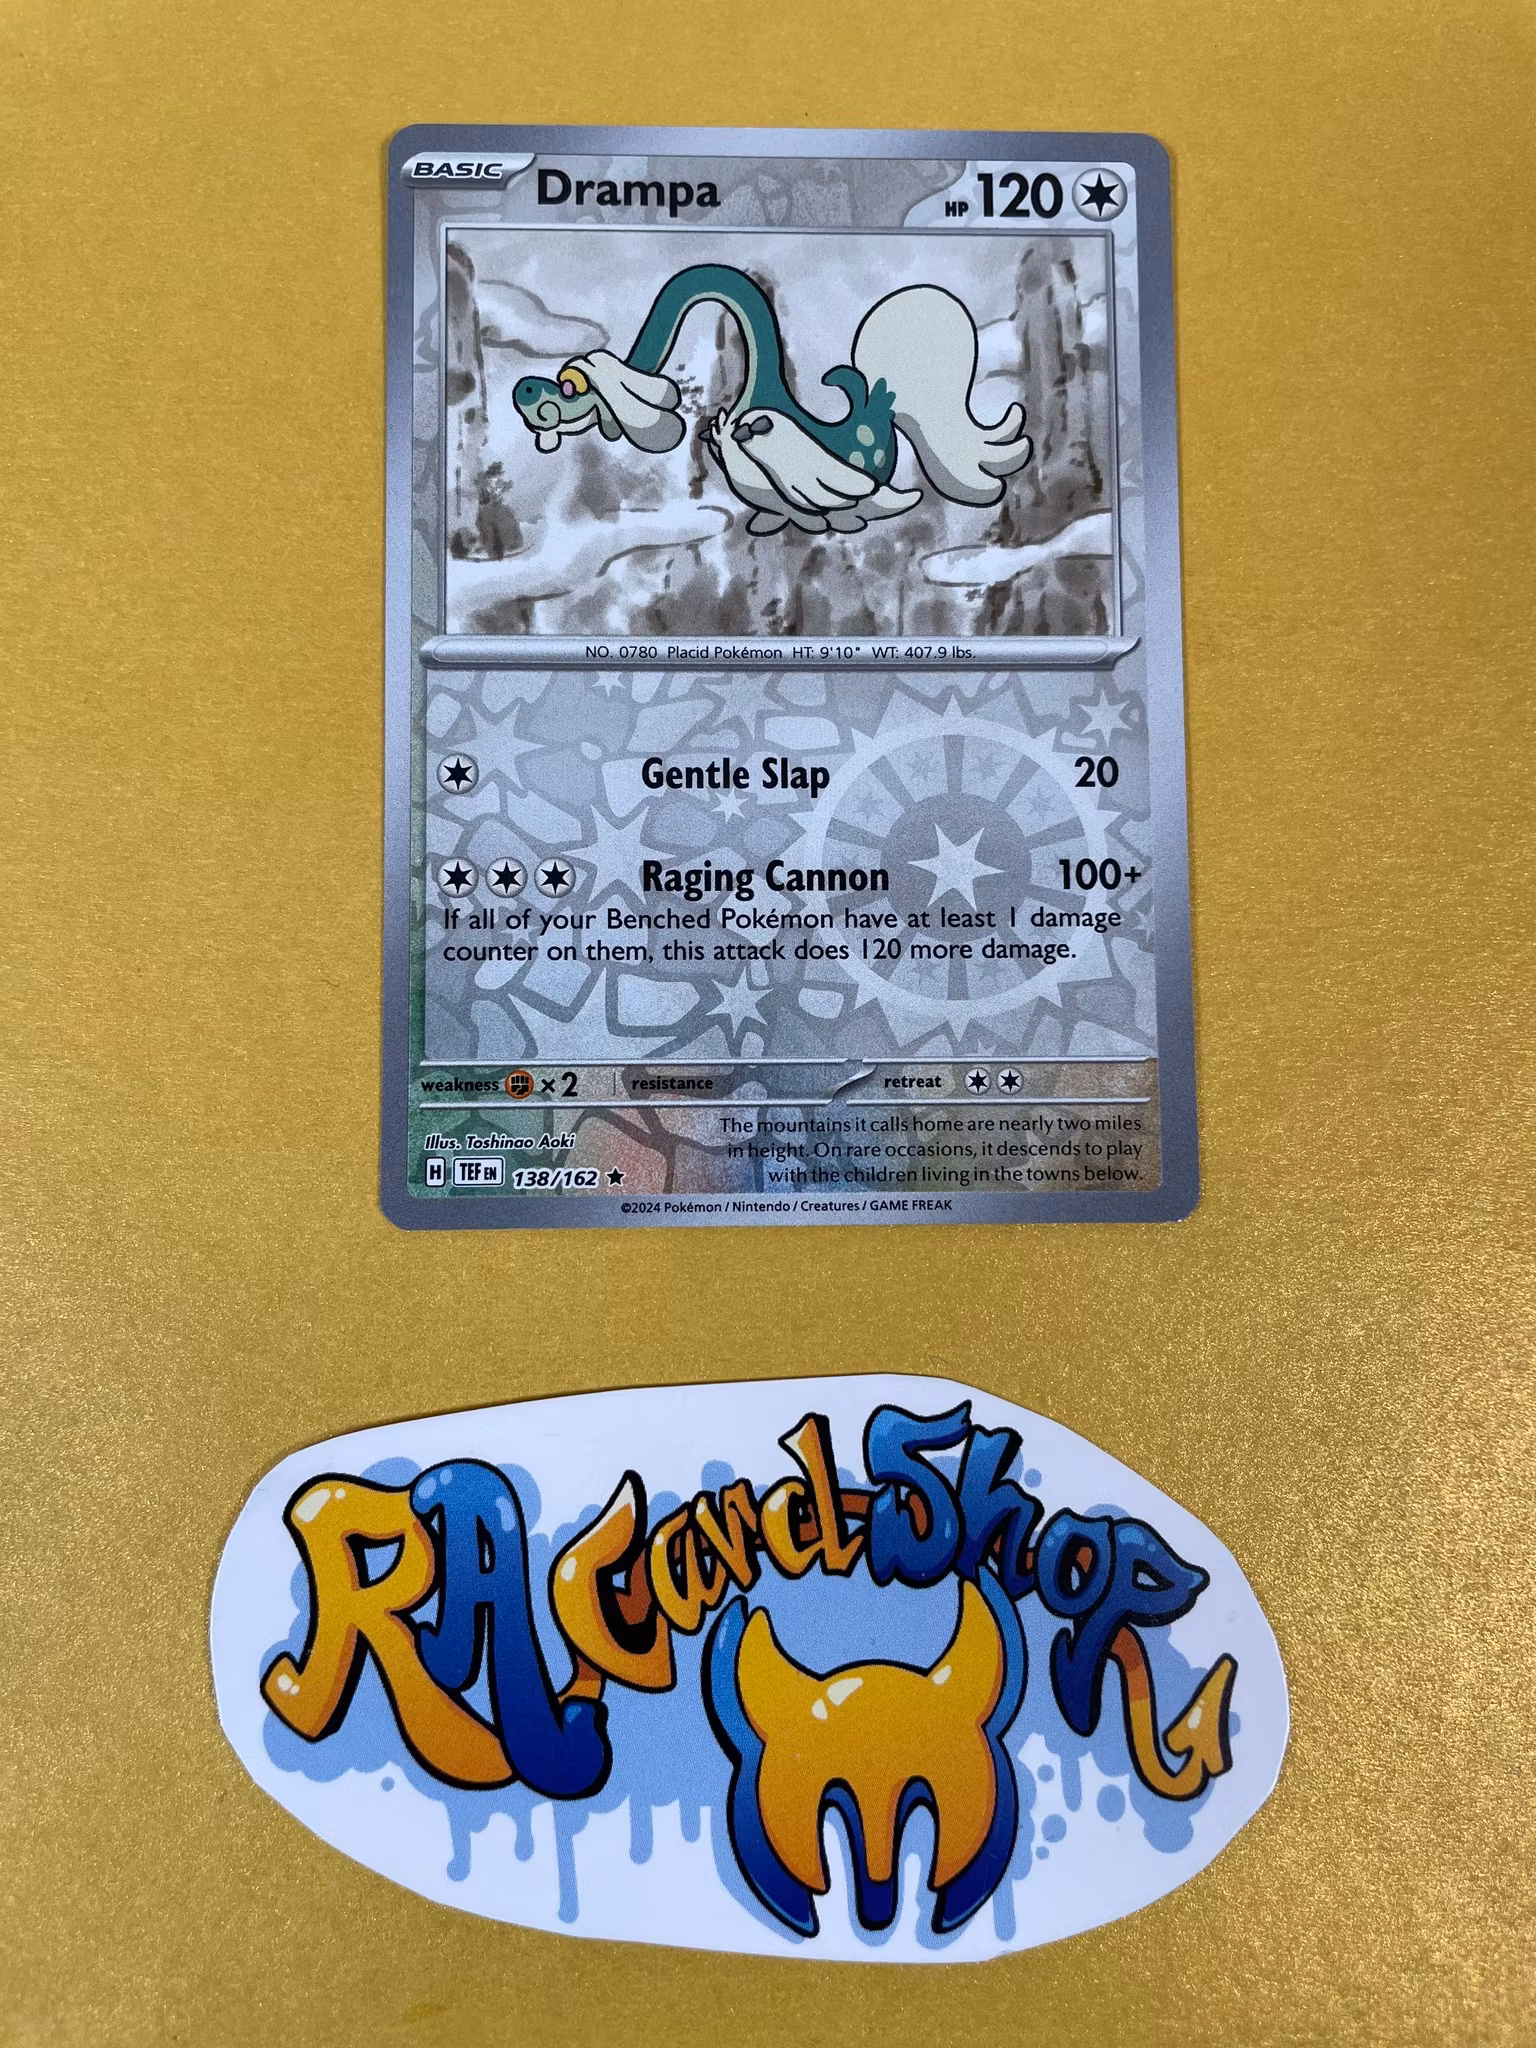 BASIC
Drampa
HP 120
NO. 0780 Placid Pokémon HT: 9'10" WT: 407.9 lbs.
Gentle Slap 20
Raging Cannon 100+
If all of your Benched Pokémon have at least 1 damage
counter on them, this attack does 120 more damage.
weakness ×2 resistance retreat
Illus. Toshinao Aoki
H TEF EN 138/162
The mountains it calls home are nearly two miles
in height. On rare occasions, it descends to play
with the children living in the towns below.
©2024 Pokémon / Nintendo / Creatures / GAME FREAK
RACardShop